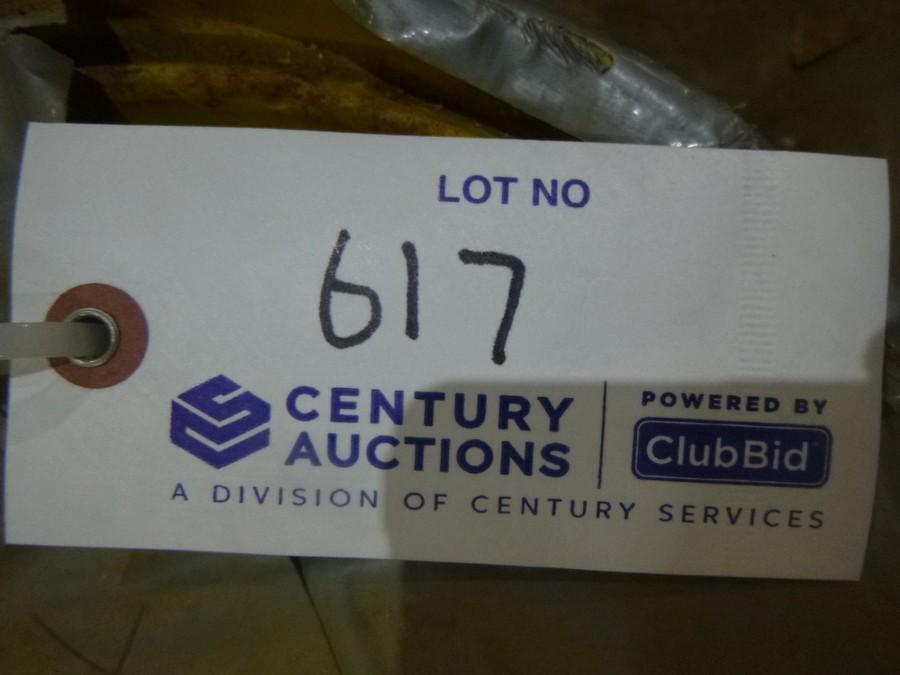 LOT NO
617
CENTURY
AUCTIONS
POWERED BY
ClubBid
A DIVISION OF CENTURY SERVICES